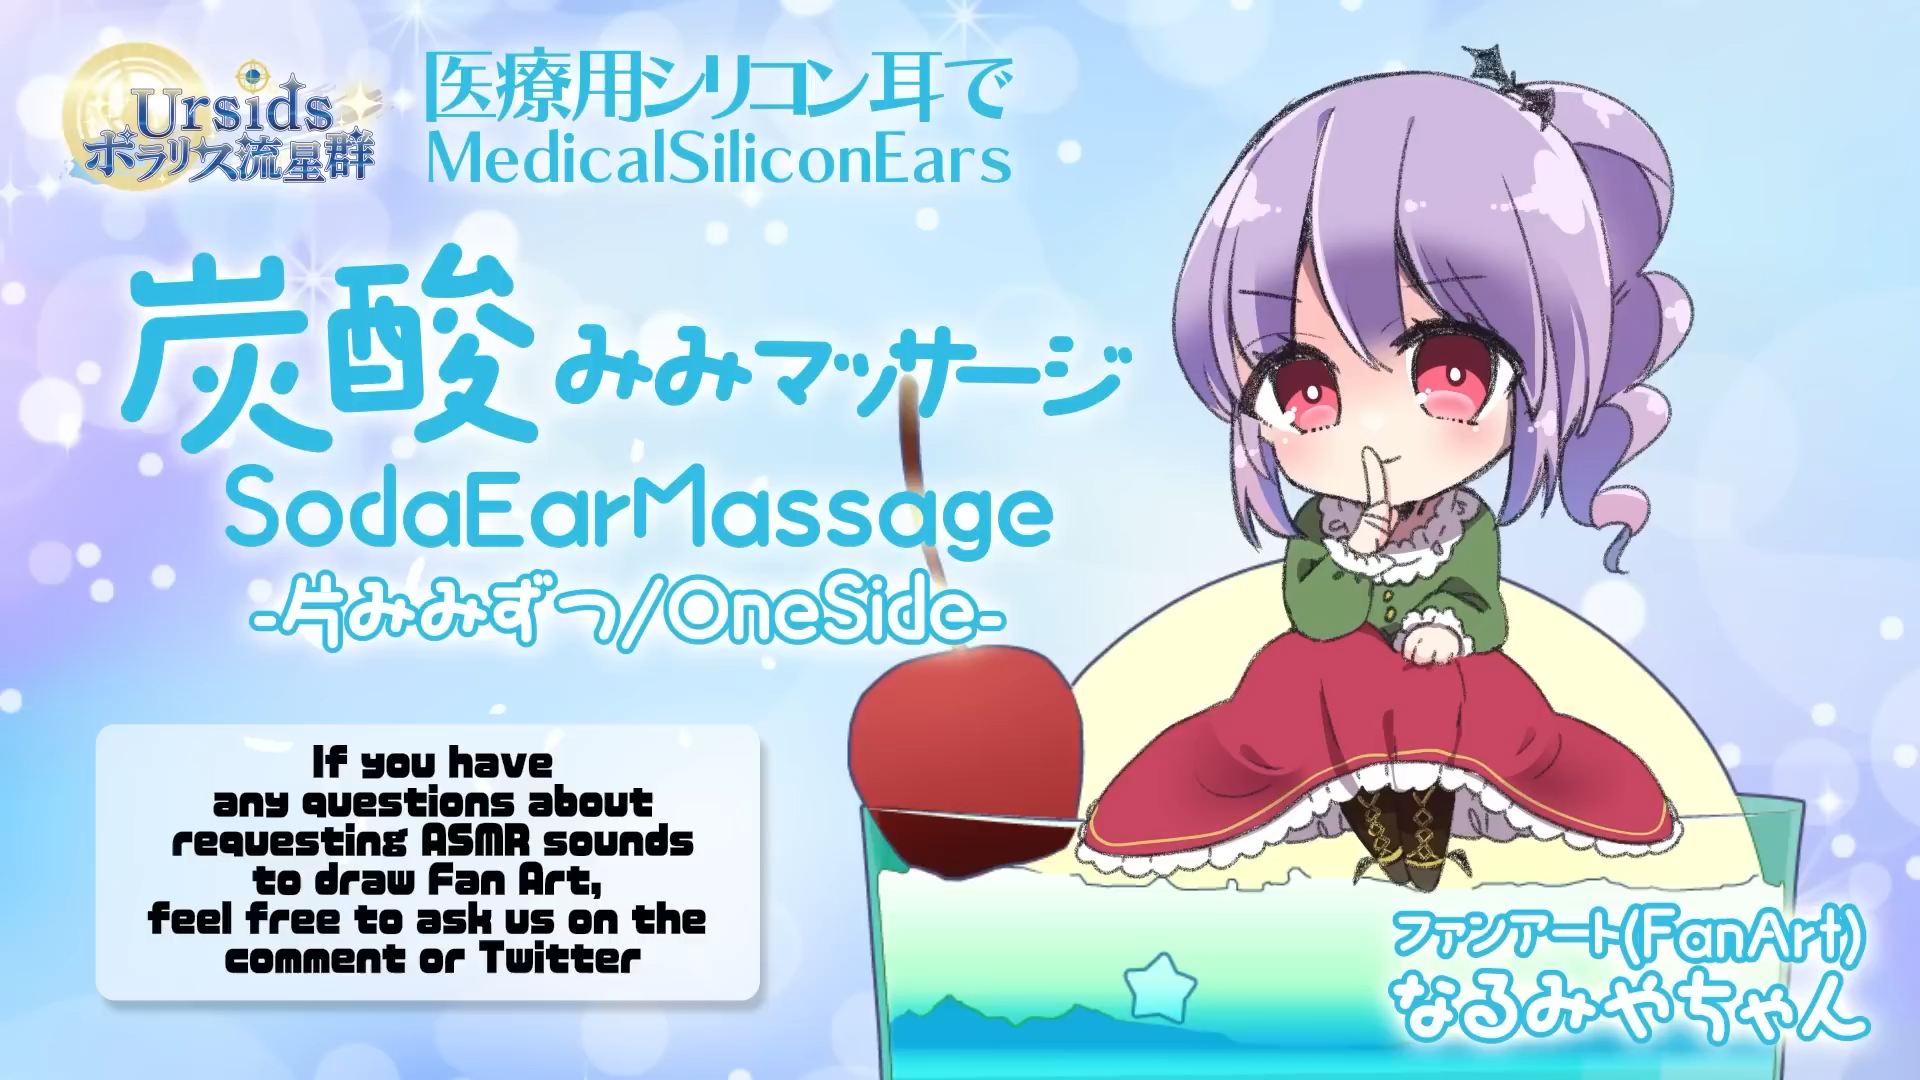 Ursids
ポラリス流星群
医療用シリコン耳で
MedicalSiliconEars
炭酸みみマッサージ
SodaEarMassage
-片みみずつ/OneSide-
If you have
any questions about
requesting ASMR sounds
to draw Fan Art,
feel free to ask us on the
comment or Twitter
ファンアート(FanArt)
なるみやちゃん